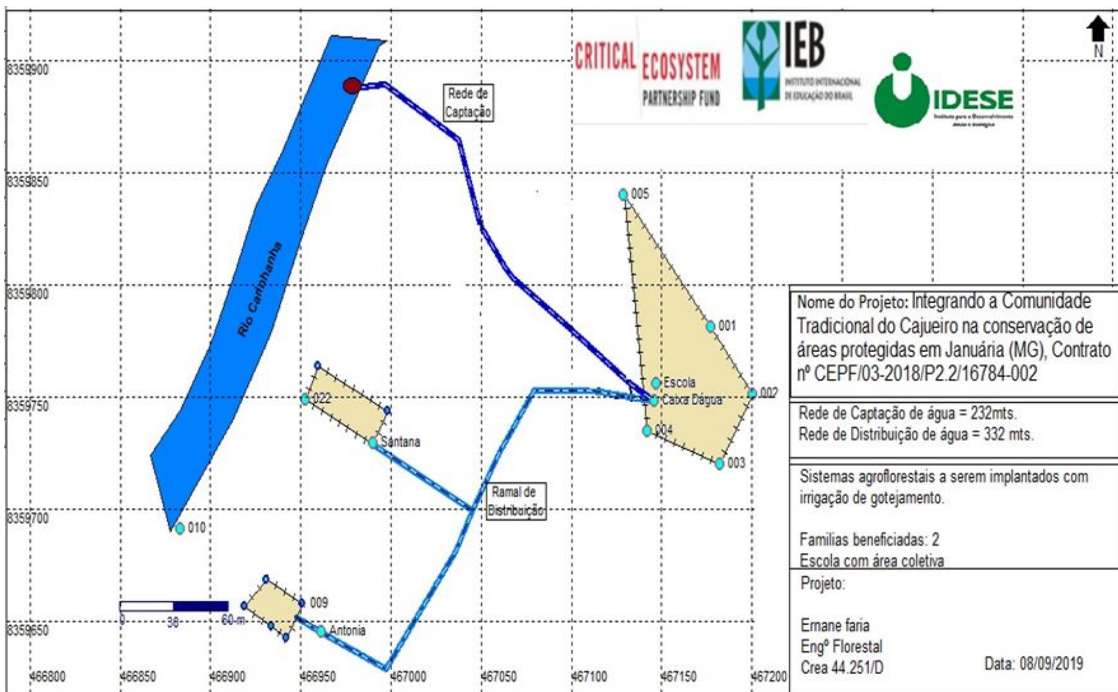 CRITICAL
ECOSYSTEM
PARTNERSHIP FUND
IEB
INSTITUTO INTERNACIONAL
DE EDUCAÇÃO DO BRASIL
IDESE
Instituto para o Desenvolvimento
N
8359900
8359850
8359800
8359750
8359700
8359650
Rede de
Captação
Rio Cariphanha
005
001
002
Escola
Caixa Dágua
004
003
022
Santana
Ramal de
Distribuição
010
009
Antonia
0 30 60 m
466800 466850 466900 466950 467000 467050 467100 467150 467200
Nome do Projeto: Integrando a Comunidade
Tradicional do Cajueiro na conservação de
áreas protegidas em Januária (MG), Contrato
nº CEPF/03-2018/P2.2/16784-002
Rede de Captação de água = 232mts.
Rede de Distribuição de água = 332 mts.
Sistemas agroflorestais a serem implantados com
irrigação de gotejamento.
Familias beneficiadas: 2
Escola com área coletiva
Projeto:
Ernane faria
Engº Florestal
Crea 44.251/D
Data: 08/09/2019